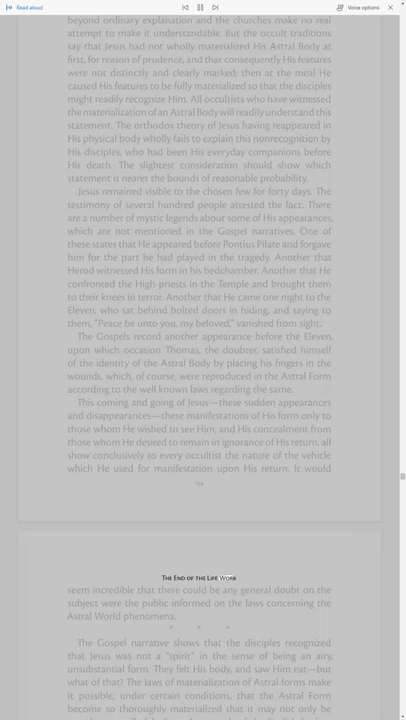 Read aloud
Voice options
beyond ordinary explanation and the churches make no real
attempt to make it understandable. But the occult traditions
say that Jesus had not wholly materialized His Astral Body at
first, for reason of prudence, and that consequently His features
were not distinctly and clearly marked; then at the meal He
caused His features to be fully materialized so that the disciples
might readily recognize Him. All occultists who have witnessed
the materialization of an Astral Body will readily understand this
statement. The orthodox theory of Jesus having reappeared in
His physical body wholly fails to explain this nonrecognition by
His disciples, who had been His everyday companions before
His death. The slightest consideration should show which
statement is nearer the bounds of reasonable probability.
Jesus remained visible to the chosen few for forty days. The
testimony of several hundred people attested the fact. There
are a number of mystic legends about some of His appearances,
which are not mentioned in the Gospel narratives. One of
these states that He appeared before Pontius Pilate and forgave
him for the part he had played in the tragedy. Another that
Herod witnessed His form in his bedchamber. Another that He
confronted the High-priests in the Temple and brought them
to their knees in terror. Another that He came one night to the
Eleven, who sat behind bolted doors in hiding, and saying to
them, "Peace be unto you, my beloved," vanished from sight.
The Gospels record another appearance before the Eleven,
upon which occasion Thomas, the doubter, satisfied himself
of the identity of the Astral Body by placing his fingers in the
wounds, which, of course, were reproduced in the Astral Form
according to the well known laws regarding the same.
This coming and going of Jesus—these sudden appearances
and disappearances—these manifestations of His form only to
those whom He wished to see Him, and His concealment from
those whom He desired to remain in ignorance of His return, all
show conclusively to every occultist the nature of the vehicle
which He used for manifestation upon His return. It would
The End of the Life Work
seem incredible that there could be any general doubt on the
subject were the public informed on the laws concerning the
Astral World phenomena.
* * *
The Gospel narrative shows that the disciples recognized
that Jesus was not a "spirit" in the sense of being an airy,
unsubstantial form. They felt His body, and saw Him eat—but
what of that? The laws of materialization of Astral forms make
it possible, under certain conditions, that the Astral Form
become so thoroughly materialized that it may not only be